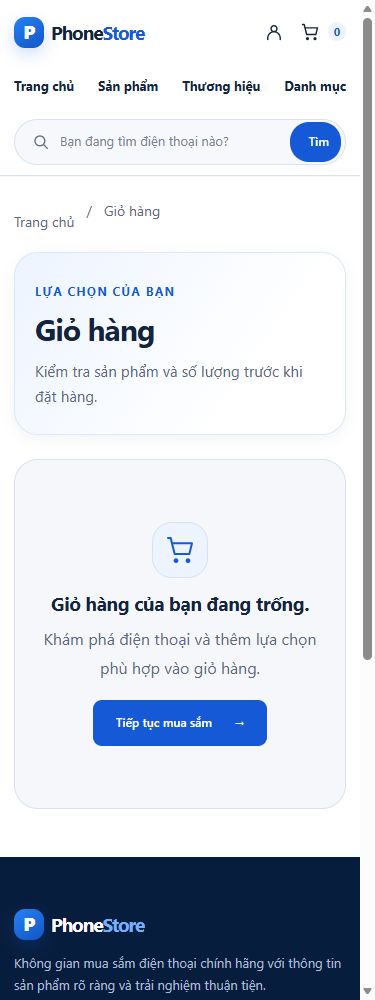 P PhoneStore 0
Trang chủ Sản phẩm Thương hiệu Danh mục
Bạn đang tìm điện thoại nào? Tìm
Trang chủ / Giỏ hàng
LỰA CHỌN CỦA BẠN
Giỏ hàng
Kiểm tra sản phẩm và số lượng trước khi
đặt hàng.
Giỏ hàng của bạn đang trống.
Khám phá điện thoại và thêm lựa chọn
phù hợp vào giỏ hàng.
Tiếp tục mua sắm →
P PhoneStore
Không gian mua sắm điện thoại chính hãng với thông tin
sản phẩm rõ ràng và trải nghiệm thuận tiện.